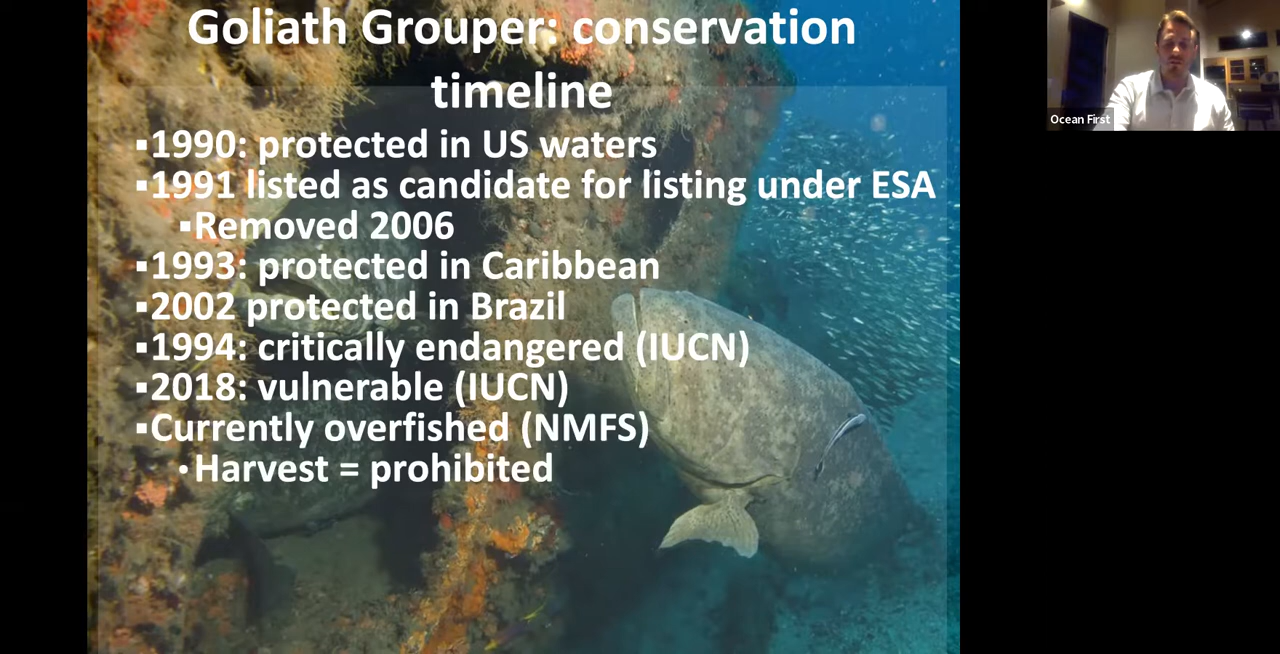 Goliath Grouper: conservation
timeline
▪1990: protected in US waters
▪1991 listed as candidate for listing under ESA
▪Removed 2006
▪1993: protected in Caribbean
▪2002 protected in Brazil
▪1994: critically endangered (IUCN)
▪2018: vulnerable (IUCN)
▪Currently overfished (NMFS)
•Harvest = prohibited
Ocean First